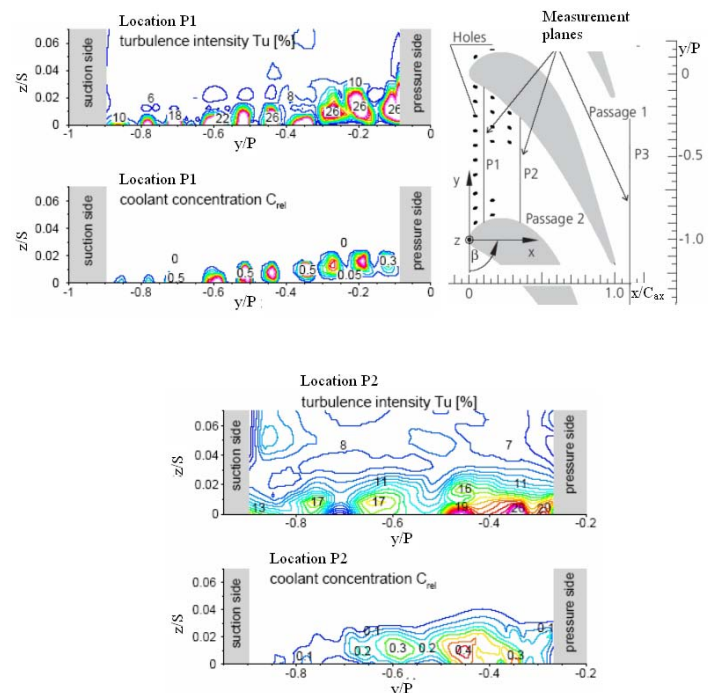 Location P1
turbulence intensity Tu [%]
z/S
0.06
0.04
0.02
0
suction side
pressure side
6
10
18
22
26
8
10
26
26
26
-1
-0.8
-0.6
-0.4
-0.2
0
y/P
Location P1
coolant concentration C_rel
z/S
0.06
0.04
0.02
0
suction side
pressure side
0
0.5
0.5
0.5
0
0.05
0.3
-1
-0.8
-0.6
-0.4
-0.2
0
y/P
Measurement
planes
Holes
y/P
0
Passage 1
P3
-0.5
P1
P2
y
Passage 2
z
x
β
-1.0
0
1.0
x/C_ax
Location P2
turbulence intensity Tu [%]
z/S
0.06
0.04
0.02
0
suction side
pressure side
8
7
11
11
13
17
17
16
19
-0.8
-0.6
-0.4
-0.2
y/P
Location P2
coolant concentration C_rel
z/S
0.06
0.04
0.02
0
suction side
pressure side
0.1
0.1
0.1
0.2
0.3
0.2
0.4
0.3
-0.8
-0.6
-0.4
-0.2
y/P